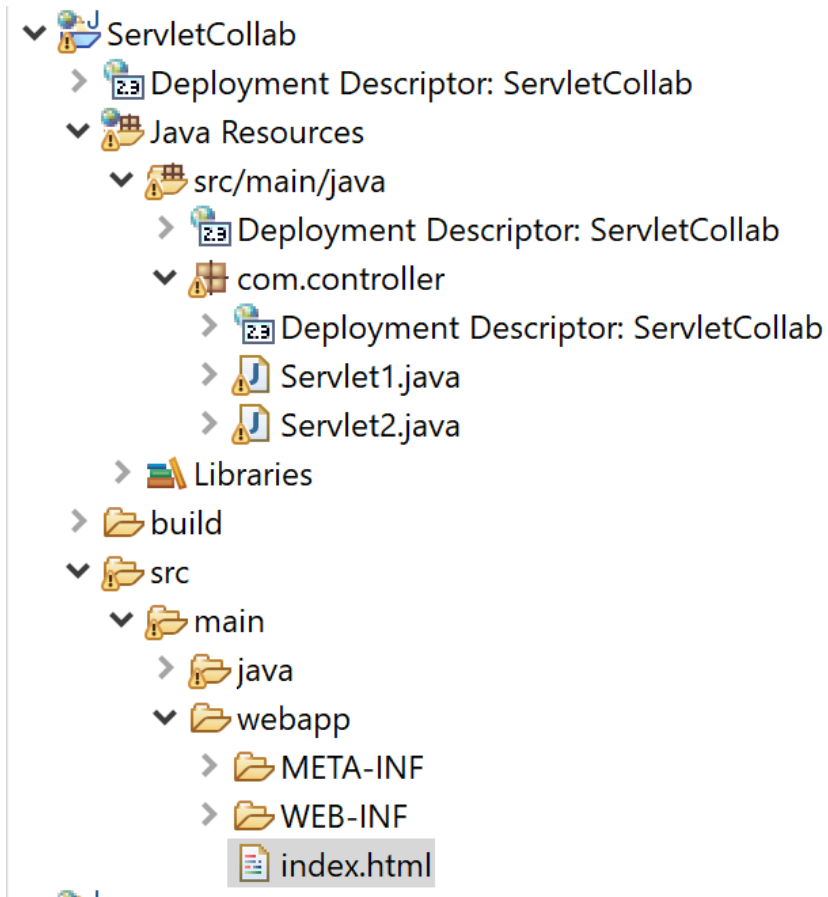 ServletCollab
Deployment Descriptor: ServletCollab
Java Resources
src/main/java
Deployment Descriptor: ServletCollab
com.controller
Deployment Descriptor: ServletCollab
Servlet1.java
Servlet2.java
Libraries
build
src
main
java
webapp
META-INF
WEB-INF
index.html